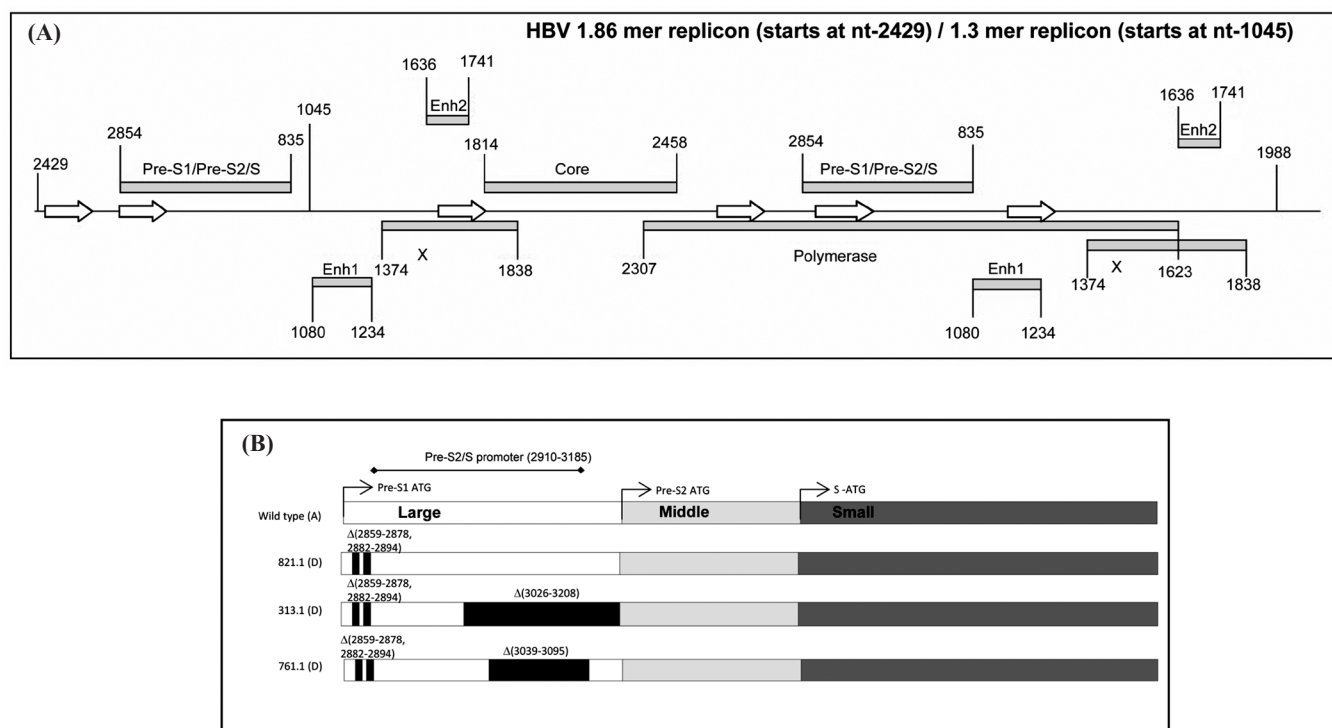 (A)
HBV 1.86 mer replicon (starts at nt-2429) / 1.3 mer replicon (starts at nt-1045)
1636 1741
Enh2
1636 1741
Enh2
2429
2854 835
Pre-S1/Pre-S2/S
1045
1814 2458
Core
2854 835
Pre-S1/Pre-S2/S
1988
1374 X 1838
2307 Polymerase 1623
1374 X 1838
Enh1
1080 1234
Enh1
1080 1234
(B)
Pre-S2/S promoter (2910-3185)
Pre-S1 ATG
Pre-S2 ATG
S -ATG
Wild type (A)
Large
Middle
Small
Δ(2859-2878,
2882-2894)
821.1 (D)
Δ(2859-2878,
2882-2894)
Δ(3026-3208)
313.1 (D)
Δ(2859-2878,
2882-2894)
Δ(3039-3095)
761.1 (D)